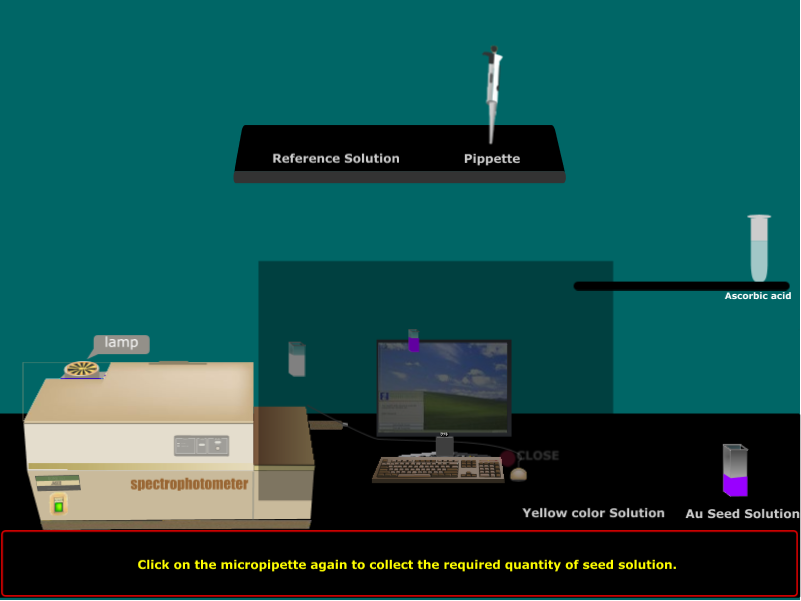 Reference Solution
Pippette
Ascorbic acid
lamp
CLOSE
spectrophotometer
Yellow color Solution
Au Seed Solution
Click on the micropipette again to collect the required quantity of seed solution.